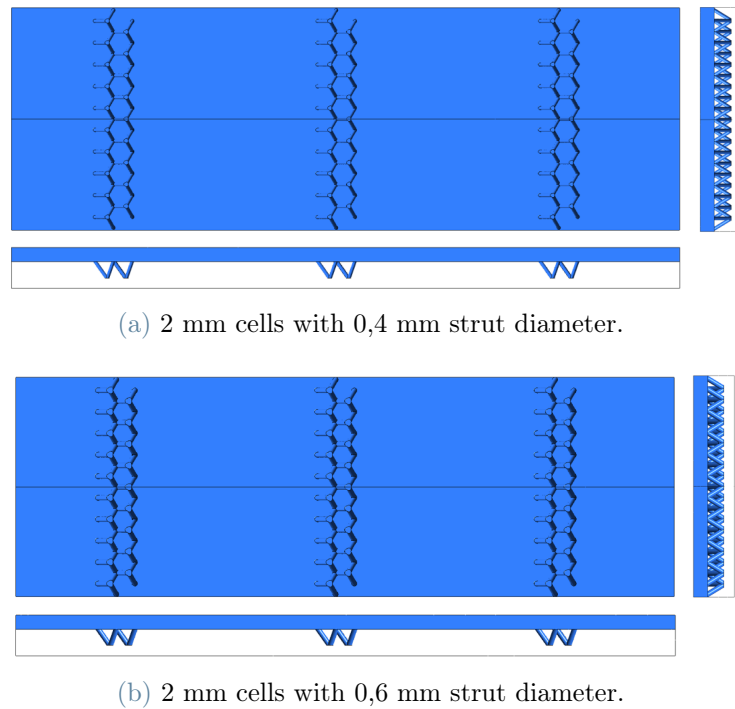 (a) 2 mm cells with 0,4 mm strut diameter.
(b) 2 mm cells with 0,6 mm strut diameter.